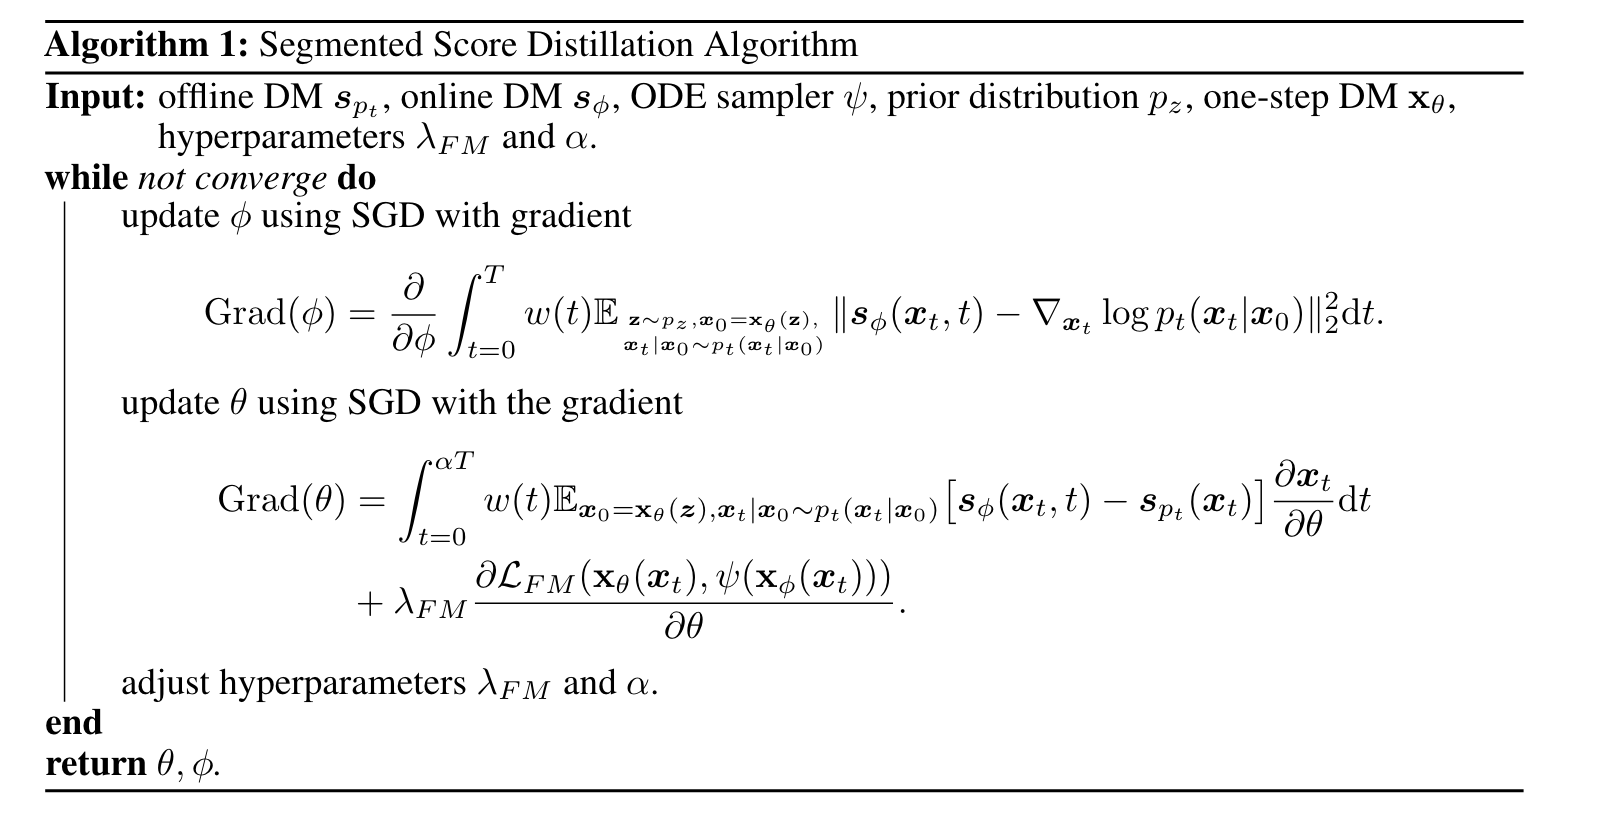 Algorithm 1: Segmented Score Distillation Algorithm
Input: offline DM $\boldsymbol{s}_{p_t}$, online DM $\boldsymbol{s}_\phi$, ODE sampler $\psi$, prior distribution $p_z$, one-step DM $\mathbf{x}_\theta$,
hyperparameters $\lambda_{FM}$ and $\alpha$.
while not converge do
update $\phi$ using SGD with gradient
$$\mathrm{Grad}(\phi) = \frac{\partial}{\partial\phi} \int_{t=0}^{T} w(t) \mathbb{E}_{\substack{\mathbf{z}\sim p_z, \boldsymbol{x}_0=\mathbf{x}_\theta(\mathbf{z}), \\ \boldsymbol{x}_t|\boldsymbol{x}_0\sim p_t(\boldsymbol{x}_t|\boldsymbol{x}_0)}} \|\boldsymbol{s}_\phi(\boldsymbol{x}_t, t) - \nabla_{\boldsymbol{x}_t} \log p_t(\boldsymbol{x}_t|\boldsymbol{x}_0)\|_2^2 \mathrm{d}t.$$
update $\theta$ using SGD with the gradient
$$\mathrm{Grad}(\theta) = \int_{t=0}^{\alpha T} w(t) \mathbb{E}_{\boldsymbol{x}_0=\mathbf{x}_\theta(\boldsymbol{z}), \boldsymbol{x}_t|\boldsymbol{x}_0\sim p_t(\boldsymbol{x}_t|\boldsymbol{x}_0)} \big[\boldsymbol{s}_\phi(\boldsymbol{x}_t, t) - \boldsymbol{s}_{p_t}(\boldsymbol{x}_t)\big] \frac{\partial \boldsymbol{x}_t}{\partial\theta} \mathrm{d}t$$
$$+ \lambda_{FM} \frac{\partial \mathcal{L}_{FM}(\mathbf{x}_\theta(\boldsymbol{x}_t), \psi(\mathbf{x}_\phi(\boldsymbol{x}_t)))}{\partial\theta}.$$
adjust hyperparameters $\lambda_{FM}$ and $\alpha$.
end
return $\theta, \phi$.